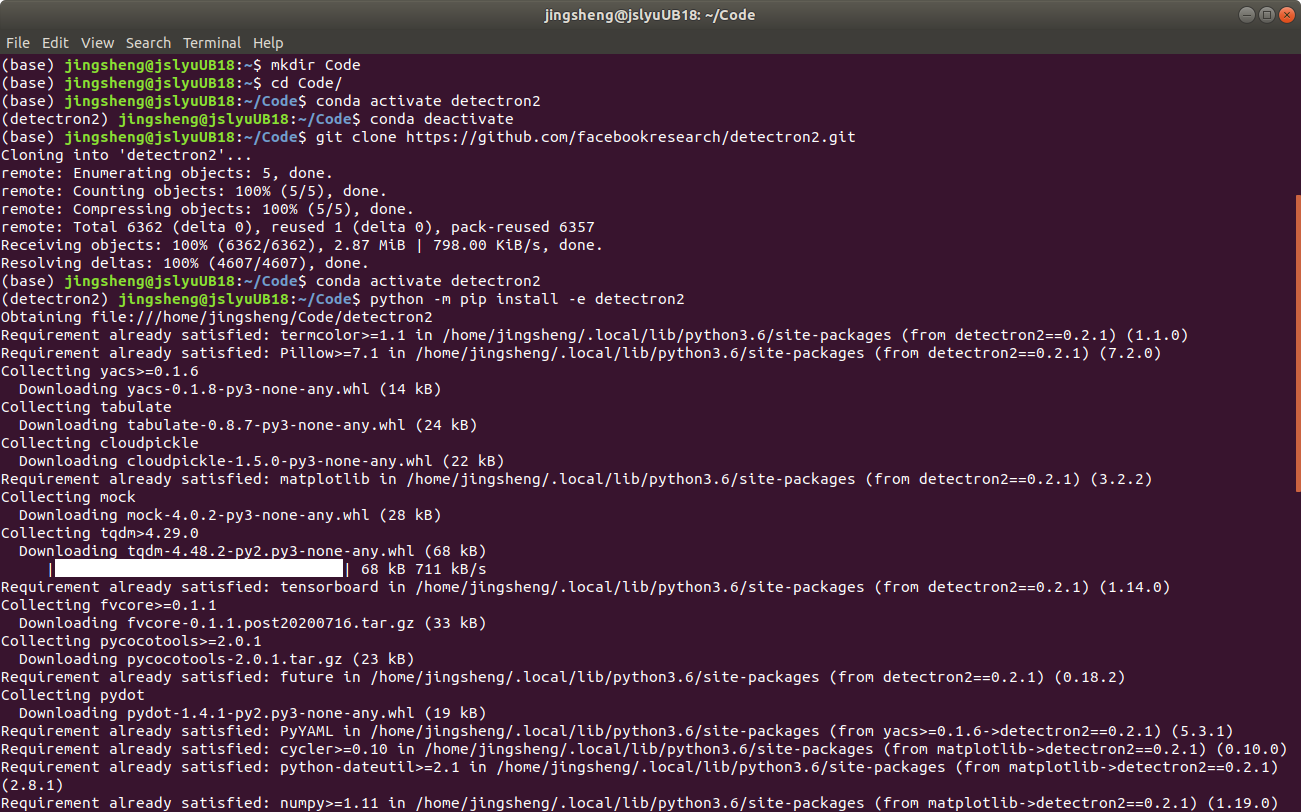 jingsheng@jslyuUB18: ~/Code
File Edit View Search Terminal Help
(base) jingsheng@jslyuUB18:~$ mkdir Code
(base) jingsheng@jslyuUB18:~$ cd Code/
(base) jingsheng@jslyuUB18:~/Code$ conda activate detectron2
(detectron2) jingsheng@jslyuUB18:~/Code$ conda deactivate
(base) jingsheng@jslyuUB18:~/Code$ git clone https://github.com/facebookresearch/detectron2.git
Cloning into 'detectron2'...
remote: Enumerating objects: 5, done.
remote: Counting objects: 100% (5/5), done.
remote: Compressing objects: 100% (5/5), done.
remote: Total 6362 (delta 0), reused 1 (delta 0), pack-reused 6357
Receiving objects: 100% (6362/6362), 2.87 MiB | 798.00 KiB/s, done.
Resolving deltas: 100% (4607/4607), done.
(base) jingsheng@jslyuUB18:~/Code$ conda activate detectron2
(detectron2) jingsheng@jslyuUB18:~/Code$ python -m pip install -e detectron2
Obtaining file:///home/jingsheng/Code/detectron2
Requirement already satisfied: termcolor>=1.1 in /home/jingsheng/.local/lib/python3.6/site-packages (from detectron2==0.2.1) (1.1.0)
Requirement already satisfied: Pillow>=7.1 in /home/jingsheng/.local/lib/python3.6/site-packages (from detectron2==0.2.1) (7.2.0)
Collecting yacs>=0.1.6
  Downloading yacs-0.1.8-py3-none-any.whl (14 kB)
Collecting tabulate
  Downloading tabulate-0.8.7-py3-none-any.whl (24 kB)
Collecting cloudpickle
  Downloading cloudpickle-1.5.0-py3-none-any.whl (22 kB)
Requirement already satisfied: matplotlib in /home/jingsheng/.local/lib/python3.6/site-packages (from detectron2==0.2.1) (3.2.2)
Collecting mock
  Downloading mock-4.0.2-py3-none-any.whl (28 kB)
Collecting tqdm>4.29.0
  Downloading tqdm-4.48.2-py2.py3-none-any.whl (68 kB)
     | | 68 kB 711 kB/s
Requirement already satisfied: tensorboard in /home/jingsheng/.local/lib/python3.6/site-packages (from detectron2==0.2.1) (1.14.0)
Collecting fvcore>=0.1.1
  Downloading fvcore-0.1.1.post20200716.tar.gz (33 kB)
Collecting pycocotools>=2.0.1
  Downloading pycocotools-2.0.1.tar.gz (23 kB)
Requirement already satisfied: future in /home/jingsheng/.local/lib/python3.6/site-packages (from detectron2==0.2.1) (0.18.2)
Collecting pydot
  Downloading pydot-1.4.1-py2.py3-none-any.whl (19 kB)
Requirement already satisfied: PyYAML in /home/jingsheng/.local/lib/python3.6/site-packages (from yacs>=0.1.6->detectron2==0.2.1) (5.3.1)
Requirement already satisfied: cycler>=0.10 in /home/jingsheng/.local/lib/python3.6/site-packages (from matplotlib->detectron2==0.2.1) (0.10.0)
Requirement already satisfied: python-dateutil>=2.1 in /home/jingsheng/.local/lib/python3.6/site-packages (from matplotlib->detectron2==0.2.1)
(2.8.1)
Requirement already satisfied: numpy>=1.11 in /home/jingsheng/.local/lib/python3.6/site-packages (from matplotlib->detectron2==0.2.1) (1.19.0)